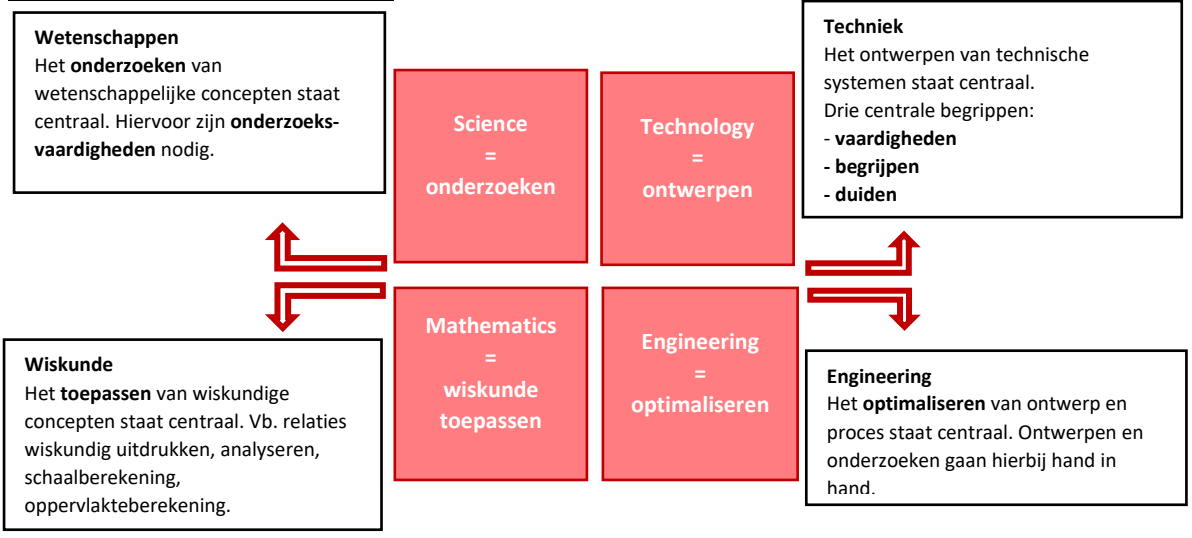 Wetenschappen
Het onderzoeken van
wetenschappelijke concepten staat
centraal. Hiervoor zijn onderzoeks-
vaardigheden nodig.
Science
=
onderzoeken
Technology
=
ontwerpen
Techniek
Het ontwerpen van technische
systemen staat centraal.
Drie centrale begrippen:
- vaardigheden
- begrijpen
- duiden
Wiskunde
Het toepassen van wiskundige
concepten staat centraal. Vb. relaties
wiskundig uitdrukken, analyseren,
schaalberekening,
oppervlakteberekening.
Mathematics
=
wiskunde
toepassen
Engineering
=
optimaliseren
Engineering
Het optimaliseren van ontwerp en
proces staat centraal. Ontwerpen en
onderzoeken gaan hierbij hand in
hand.